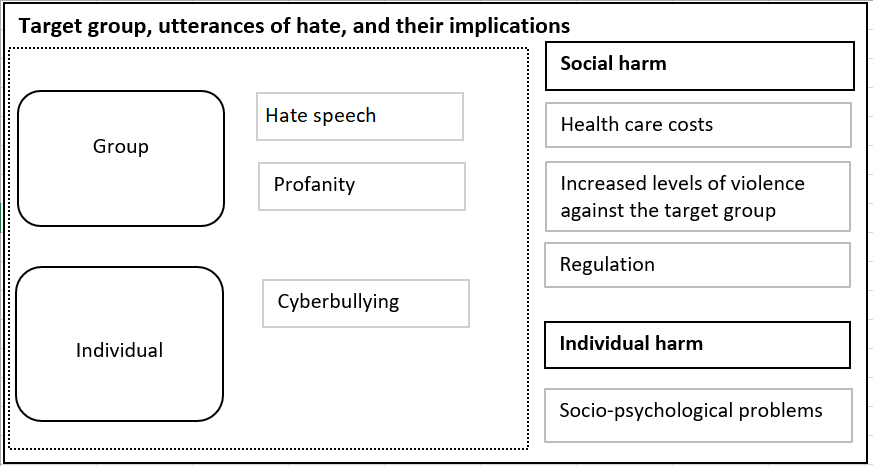 Target group, utterances of hate, and their implications
Group
Hate speech
Profanity
Individual
Cyberbullying
Social harm
Health care costs
Increased levels of violence
against the target group
Regulation
Individual harm
Socio-psychological problems